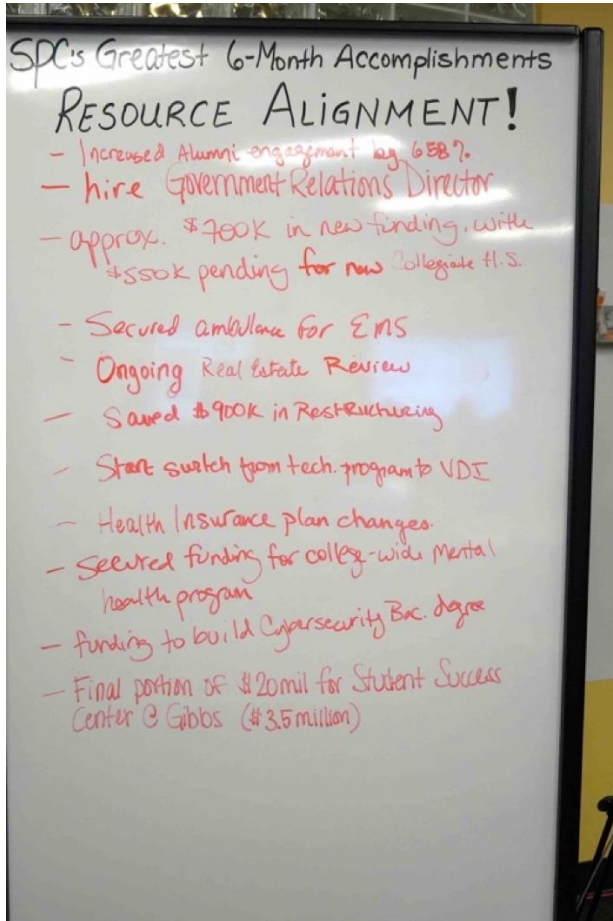 SPC's Greatest 6-Month Accomplishments
RESOURCE ALIGNMENT!
- Increased Alumni engagement by 658%.
- hire Government Relations Director
- approx. $700K in new funding, with
$550K pending for new Collegiate H.S.
- Secured ambulance for EMS
- Ongoing Real Estate Review
- Saved $900K in Restructuring
- Start switch from tech. program to VDI
- Health Insurance plan changes.
- Secured funding for college-wide Mental
health program
- funding to build Cybersecurity Bac. degree
- Final portion of $20mil for Student Success
Center @ Gibbs ($3.5 million)